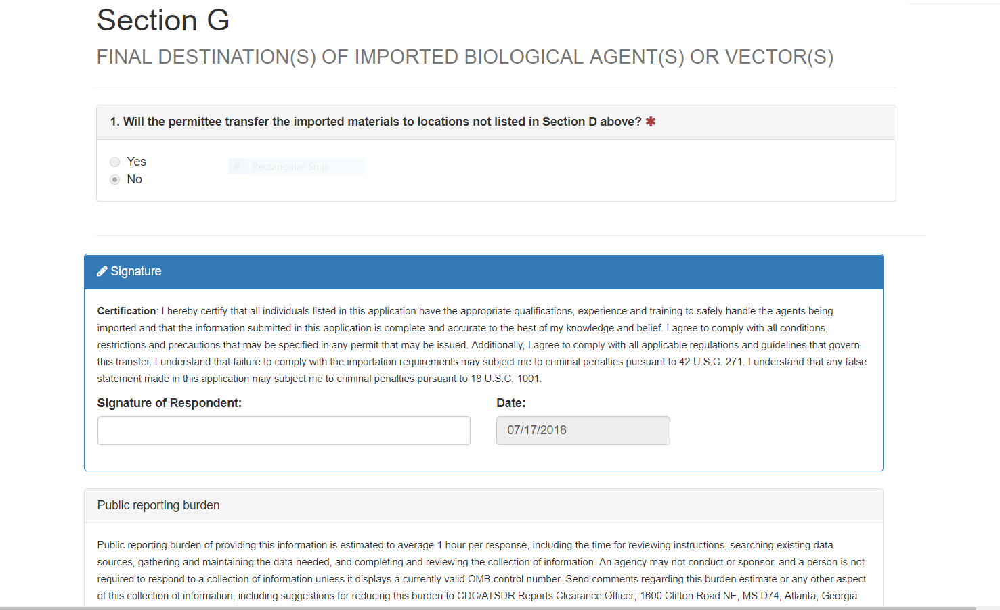 Section G
FINAL DESTINATION(S) OF IMPORTED BIOLOGICAL AGENT(S) OR VECTOR(S)
1. Will the permittee transfer the imported materials to locations not listed in Section D above? ✱
Yes
Rectangular Snip
No
Signature
Certification: I hereby certify that all individuals listed in this application have the appropriate qualifications, experience and training to safely handle the agents being
imported and that the information submitted in this application is complete and accurate to the best of my knowledge and belief. I agree to comply with all conditions,
restrictions and precautions that may be specified in any permit that may be issued. Additionally, I agree to comply with all applicable regulations and guidelines that govern
this transfer. I understand that failure to comply with the importation requirements may subject me to criminal penalties pursuant to 42 U.S.C. 271. I understand that any false
statement made in this application may subject me to criminal penalties pursuant to 18 U.S.C. 1001.
Signature of Respondent:
Date:
07/17/2018
Public reporting burden
Public reporting burden of providing this information is estimated to average 1 hour per response, including the time for reviewing instructions, searching existing data
sources, gathering and maintaining the data needed, and completing and reviewing the collection of information. An agency may not conduct or sponsor, and a person is not
required to respond to a collection of information unless it displays a currently valid OMB control number. Send comments regarding this burden estimate or any other aspect
of this collection of information, including suggestions for reducing this burden to CDC/ATSDR Reports Clearance Officer; 1600 Clifton Road NE, MS D74, Atlanta, Georgia